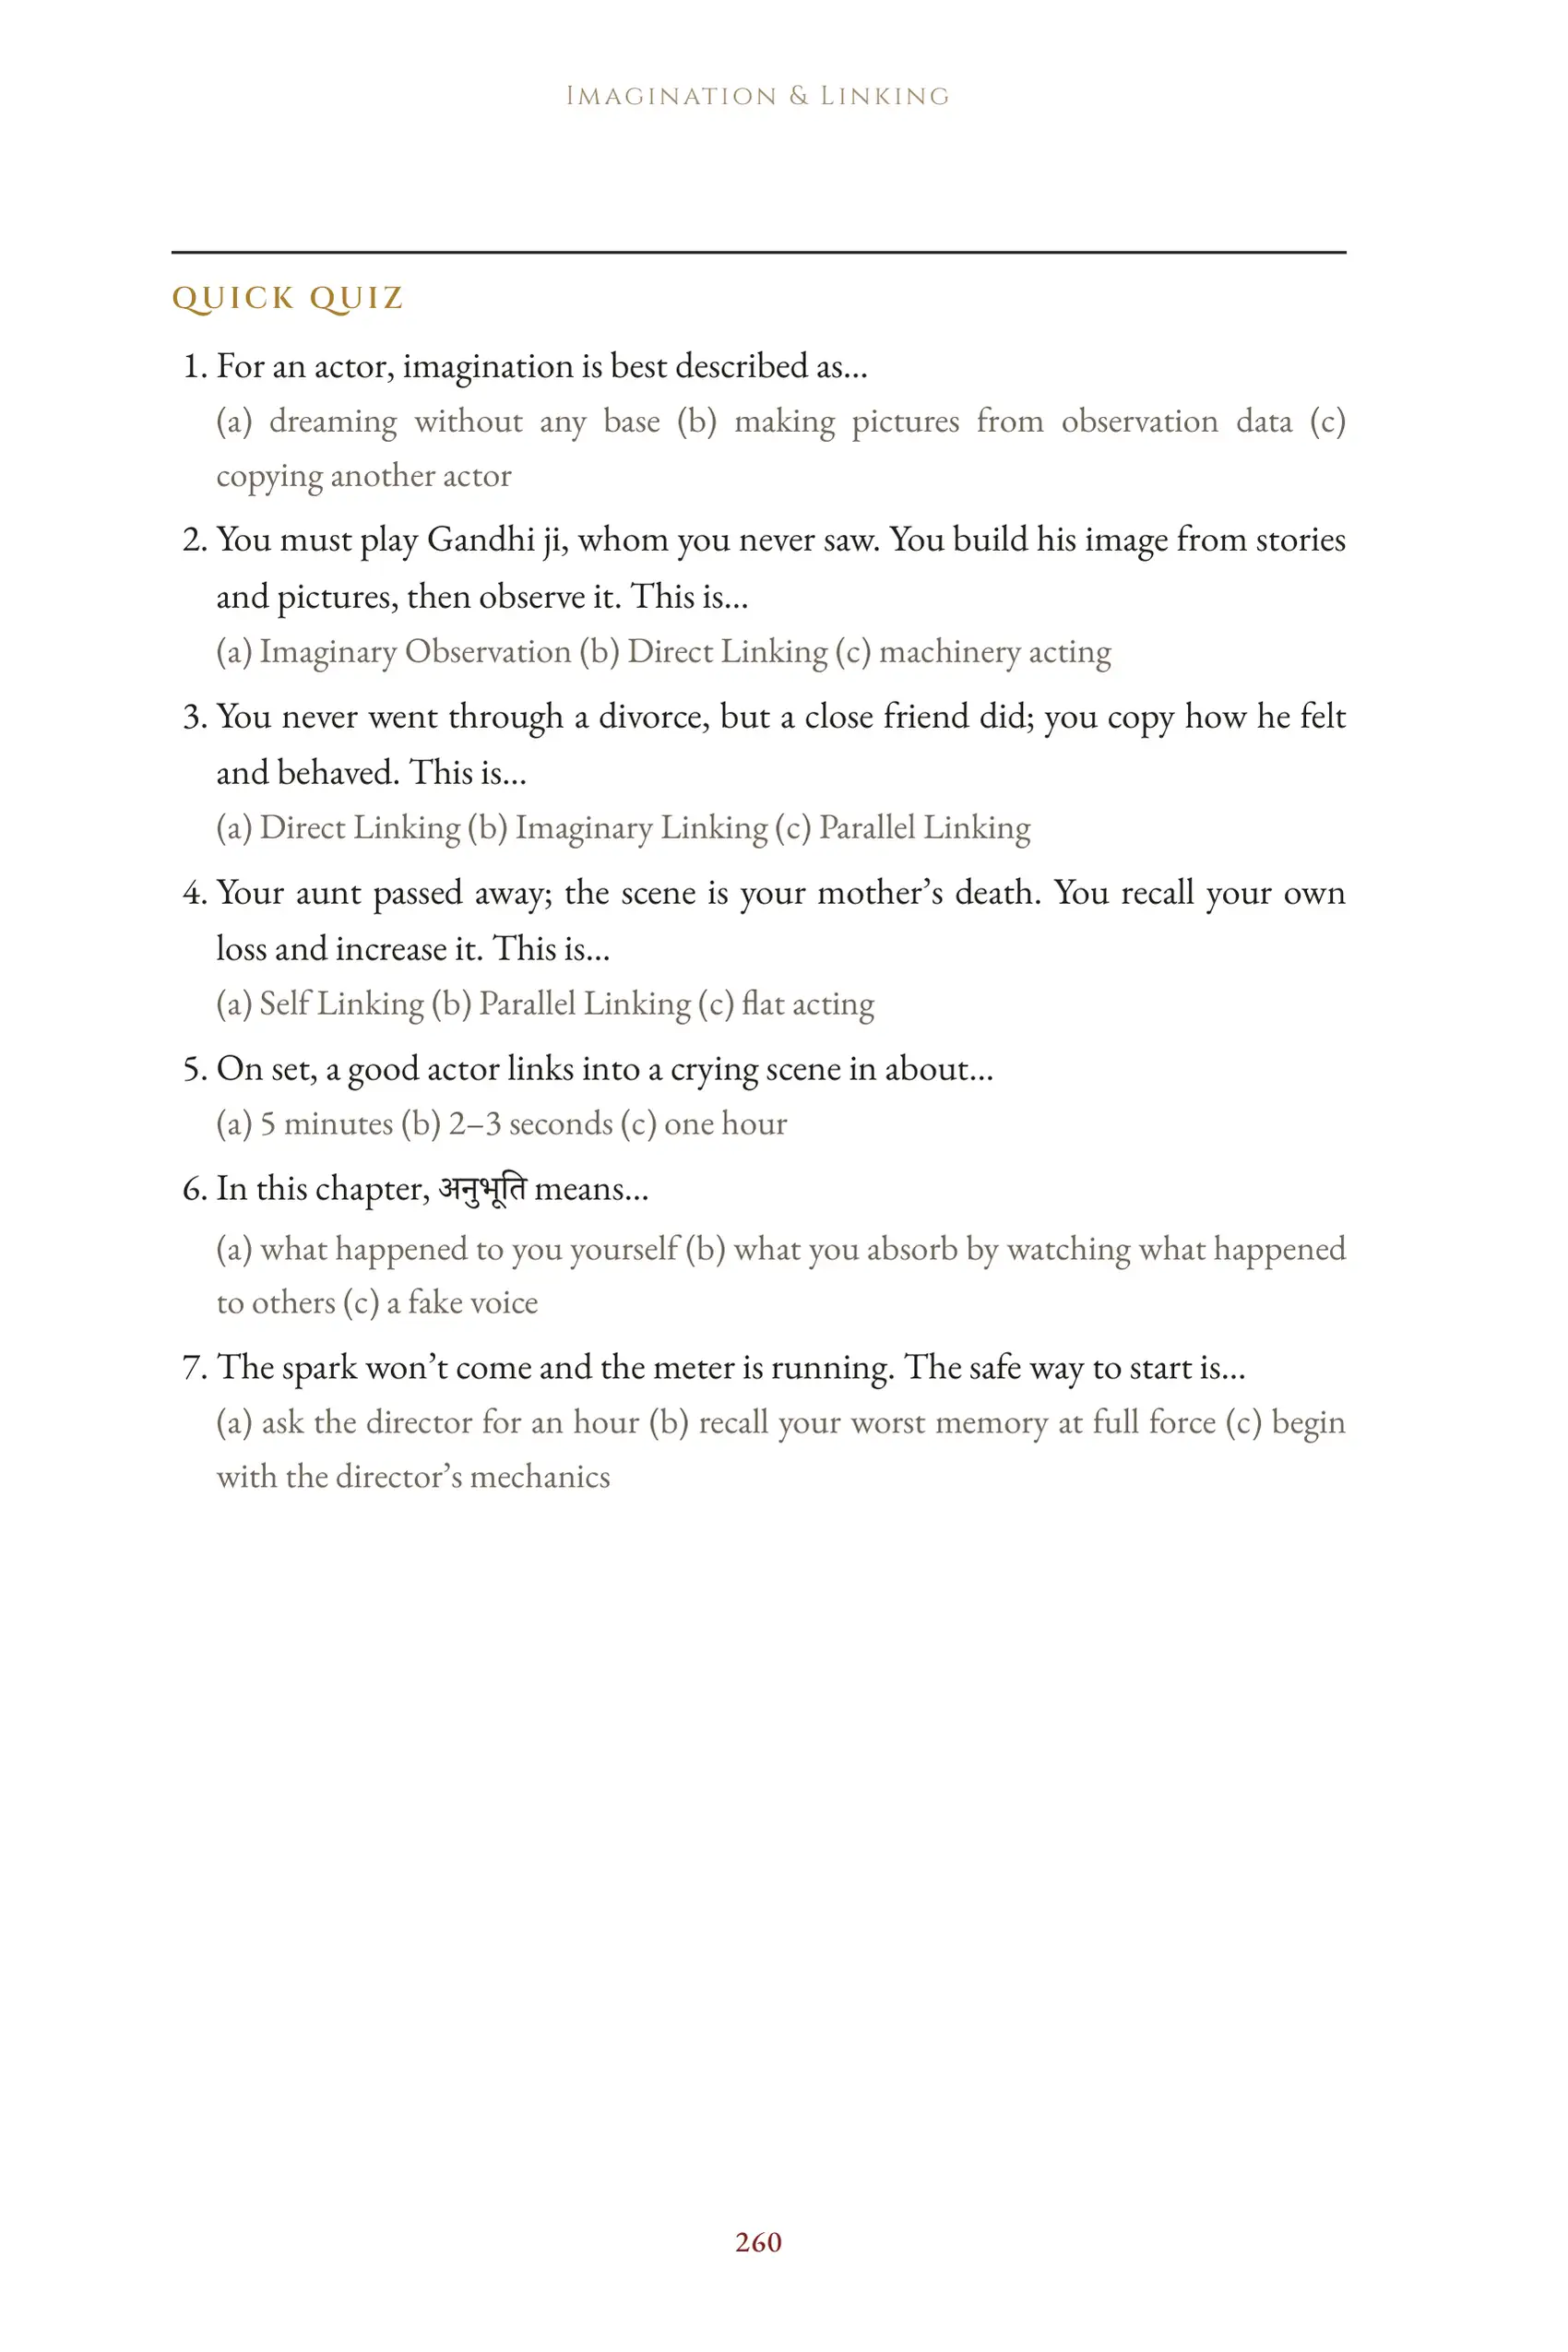 Imagination & Linking
QUICK QUIZ
1. For an actor, imagination is best described as...
(a) dreaming without any base (b) making pictures from observation data (c)
copying another actor
2. You must play Gandhi ji, whom you never saw. You build his image from stories
and pictures, then observe it. This is...
(a) Imaginary Observation (b) Direct Linking (c) machinery acting
3. You never went through a divorce, but a close friend did; you copy how he felt
and behaved. This is...
(a) Direct Linking (b) Imaginary Linking (c) Parallel Linking
4. Your aunt passed away; the scene is your mother’s death. You recall your own
loss and increase it. This is...
(a) Self Linking (b) Parallel Linking (c) flat acting
5. On set, a good actor links into a crying scene in about...
(a) 5 minutes (b) 2–3 seconds (c) one hour
6. In this chapter, अनुभूति means...
(a) what happened to you yourself (b) what you absorb by watching what happened
to others (c) a fake voice
7. The spark won’t come and the meter is running. The safe way to start is...
(a) ask the director for an hour (b) recall your worst memory at full force (c) begin
with the director’s mechanics
260